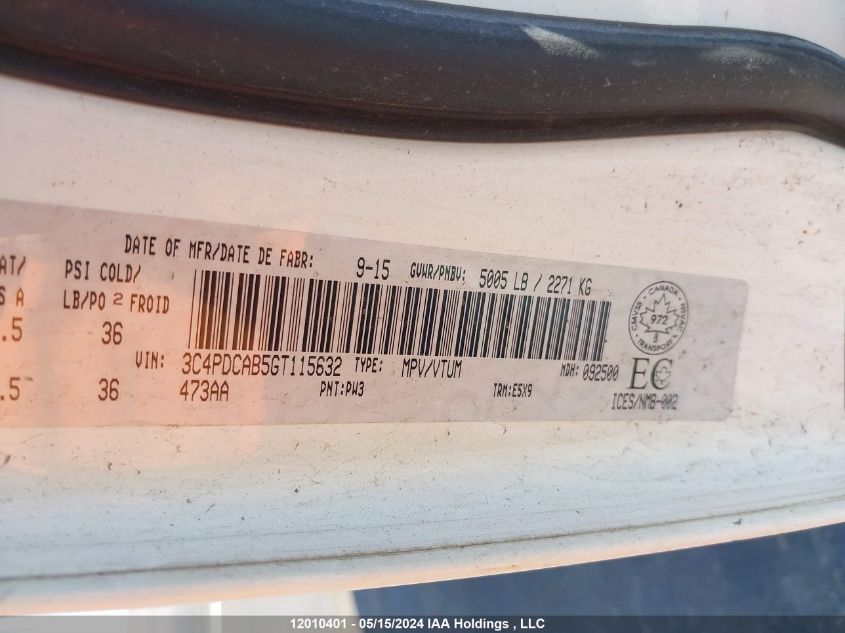 DATE OF MFR/DATE DE FABR: 9-15 GVWR/PNBV: 5005 LB / 2271 KG
AT/ PSI COLD/
S A LB/PO 2 FROID
.5 36
VIN: 3C4PDCAB5GT115632 TYPE: MPV/VTUM MDH: 092500
.5 36 473AA PNT:PW3 TRM:E5X9
CMVSS • CANADA • NSVAC
972
TRANSPORT
EC
ICES/NMB-002
12010401 - 05/15/2024 IAA Holdings , LLC